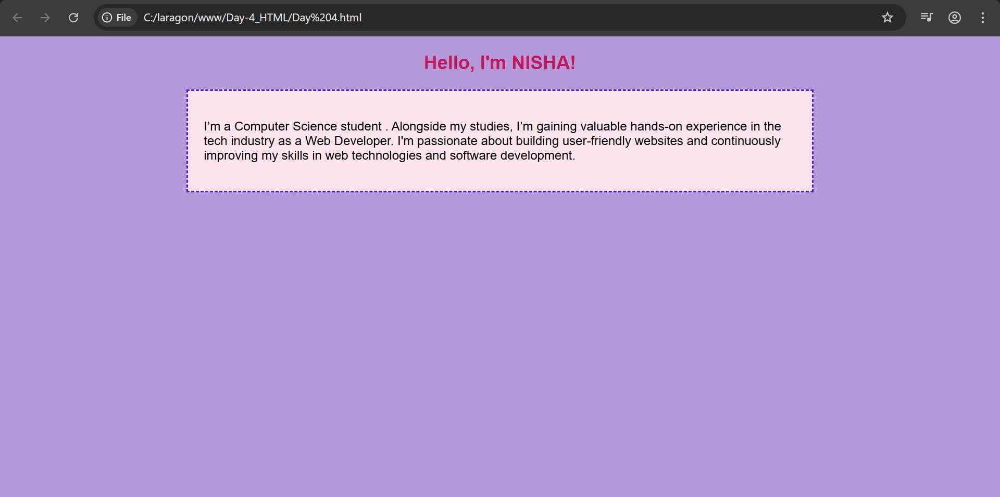 File C:/laragon/www/Day-4_HTML/Day%204.html
Hello, I'm NISHA!
I’m a Computer Science student . Alongside my studies, I’m gaining valuable hands-on experience in the
tech industry as a Web Developer. I'm passionate about building user-friendly websites and continuously
improving my skills in web technologies and software development.